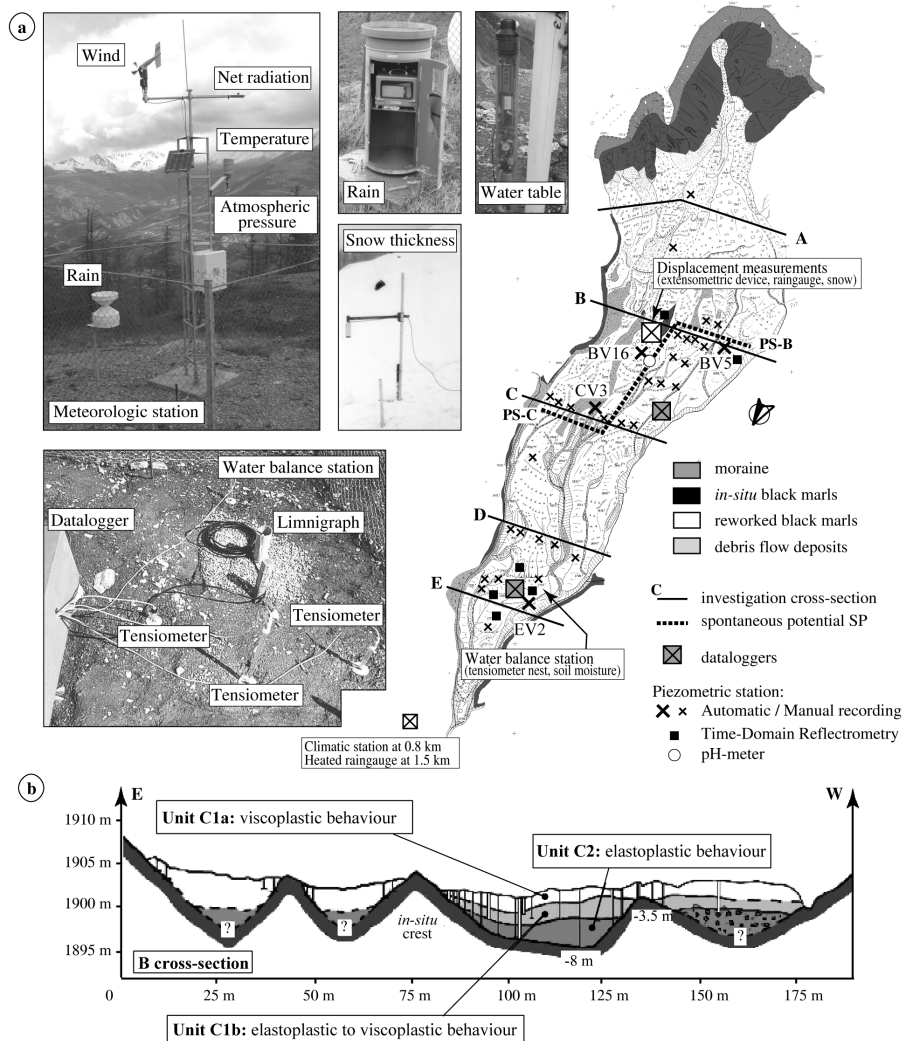 a
Wind
Net radiation
Temperature
Atmospheric
pressure
Rain
Meteorologic station
Rain
Water table
Snow thickness
A
Displacement measurements
(extensomettric device, raingauge, snow)
B
PS-B
BV16
BV5
C
CV3
PS-C
D
E
EV2
Water balance station
(tensiometer nest, soil moisture)
Water balance station
Datalogger
Limnigraph
Tensiometer
Tensiometer
Tensiometer
Climatic station at 0.8 km
Heated raingauge at 1.5 km
moraine
in-situ black marls
reworked black marls
debris flow deposits
C
investigation cross-section
spontaneous potential SP
dataloggers
Piezometric station:
Automatic / Manual recording
Time-Domain Reflectrometry
pH-meter
b
E
W
1910 m
1905 m
1900 m
1895 m
Unit C1a: viscoplastic behaviour
Unit C2: elastoplastic behaviour
?
?
in-situ
crest
-3.5 m
?
-8 m
B cross-section
0
25 m
50 m
75 m
100 m
125 m
150 m
175 m
Unit C1b: elastoplastic to viscoplastic behaviour